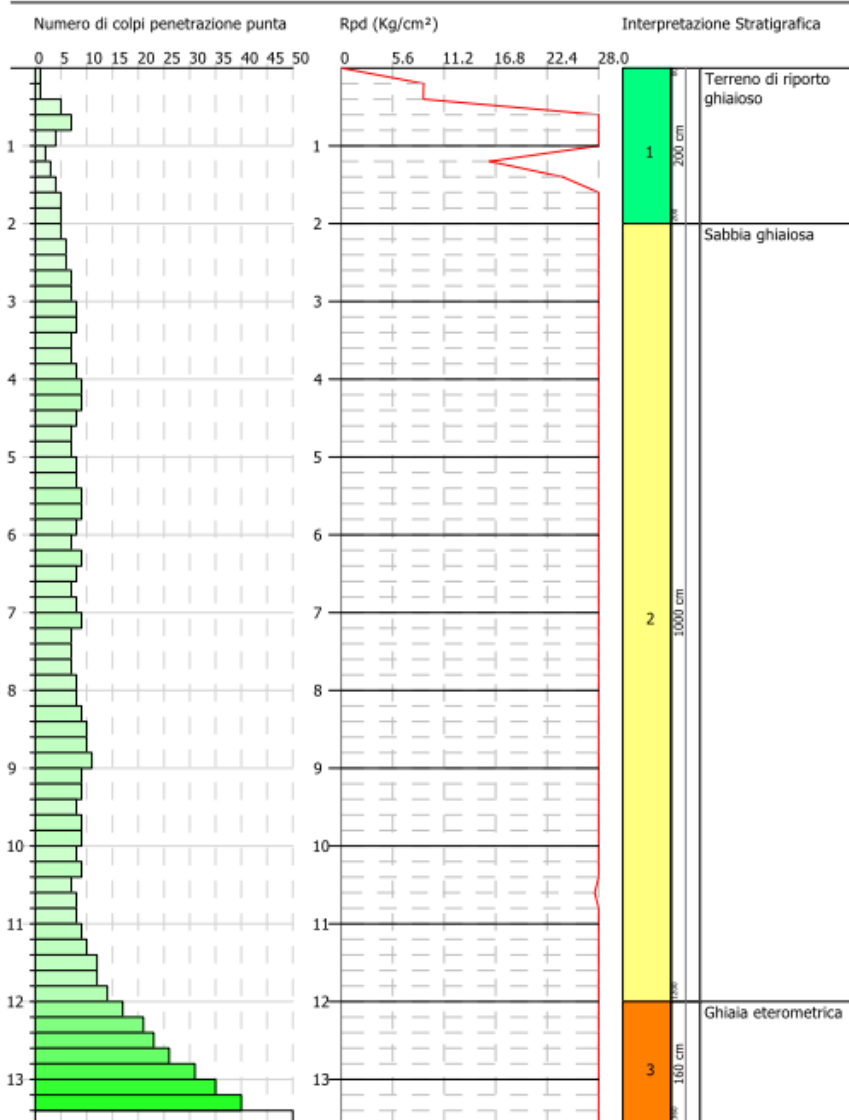 Numero di colpi penetrazione punta
Rpd (Kg/cm²)
Interpretazione Stratigrafica
0 5 10 15 20 25 30 35 40 45 50
0 5.6 11.2 16.8 22.4 28.0
Terreno di riporto
ghiaioso
1
200 cm
1
1
2
2
Sabbia ghiaiosa
3
3
4
4
5
5
6
6
7
7
2
1000 cm
8
8
9
9
10
10
11
11
12
12
1200
Ghiaia eterometrica
13
13
3
160 cm